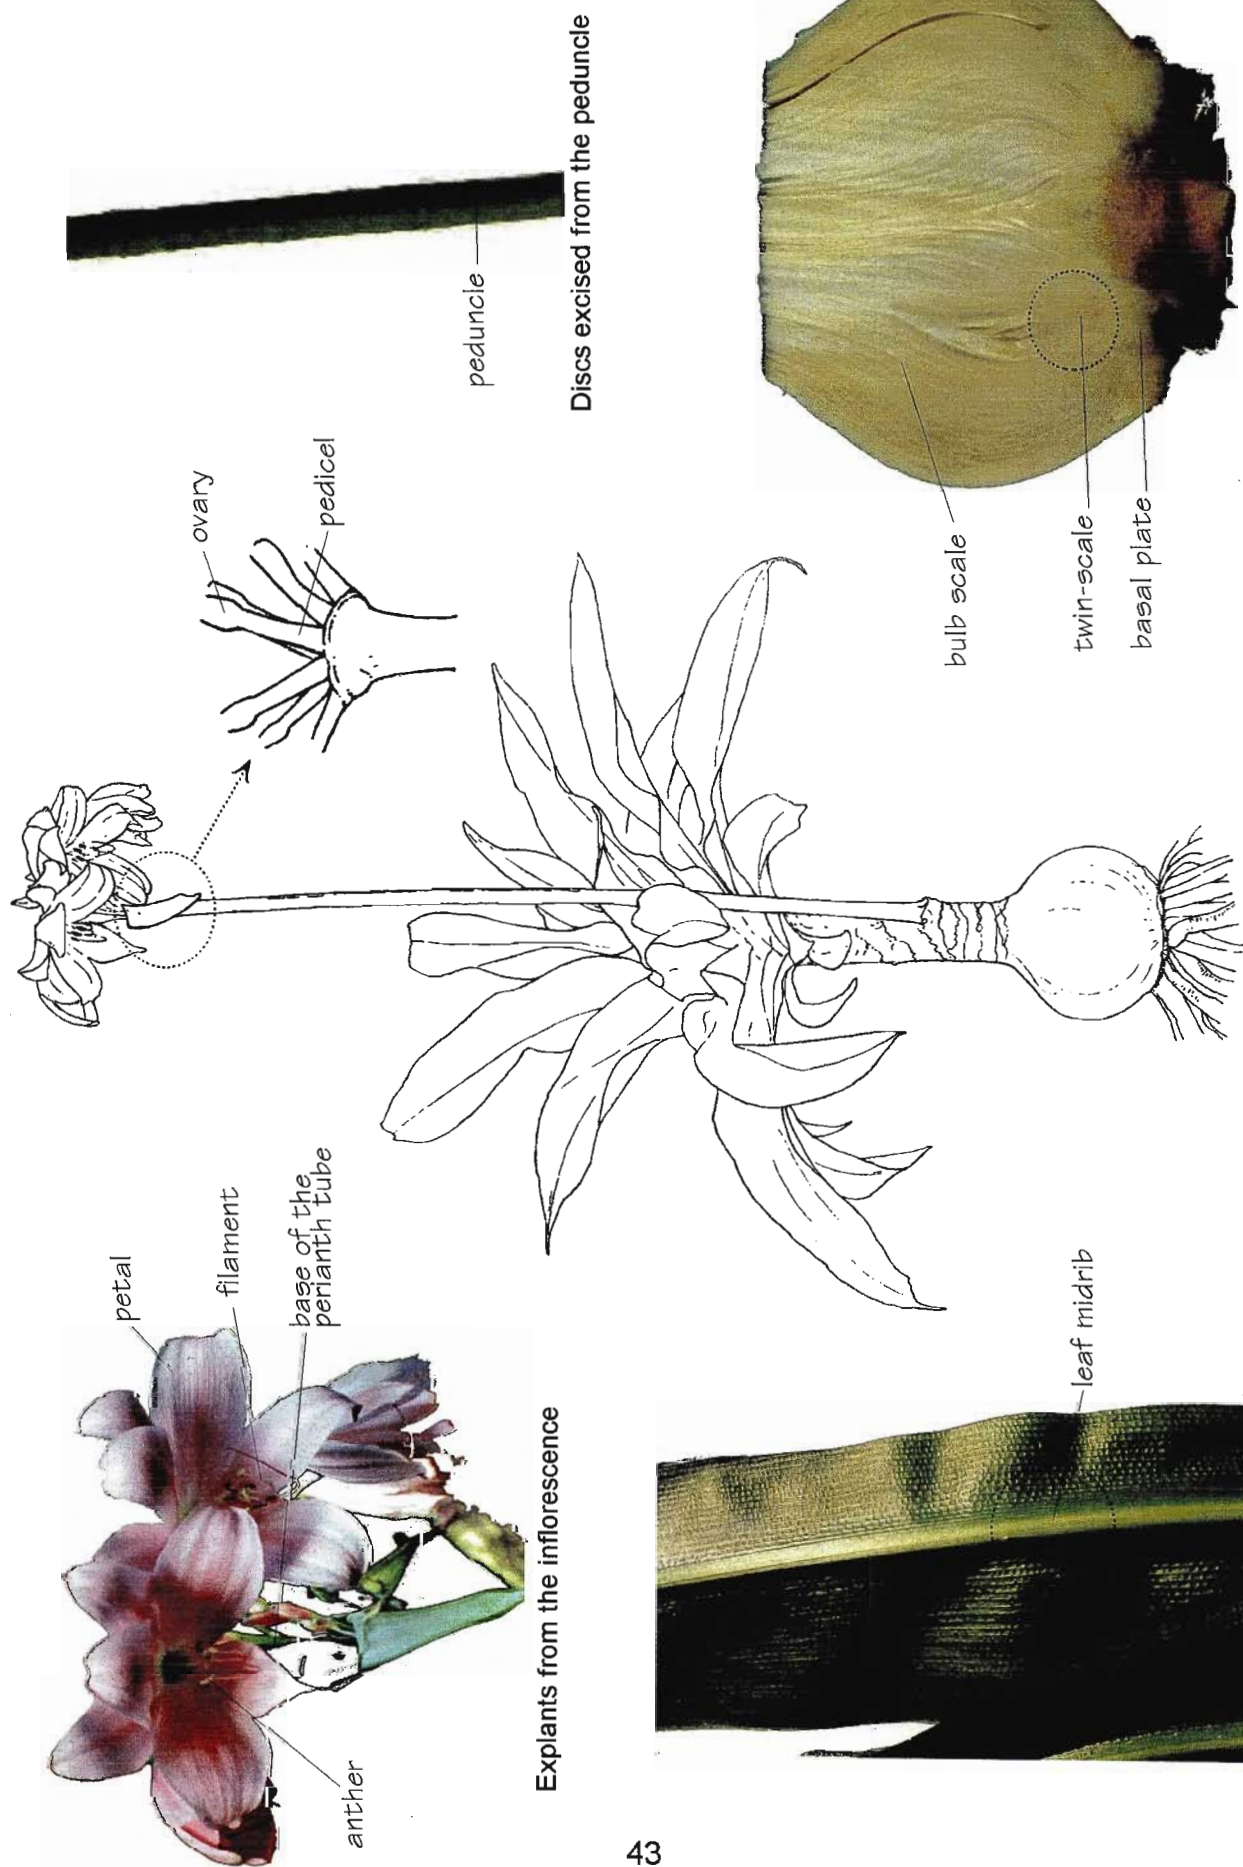 petal
filament
base of the
perianth tube
anther
Explants from the inflorescence
ovary
pedicel
peduncle
Discs excised from the peduncle
leaf midrib
bulb scale
twin-scale
basal plate
43